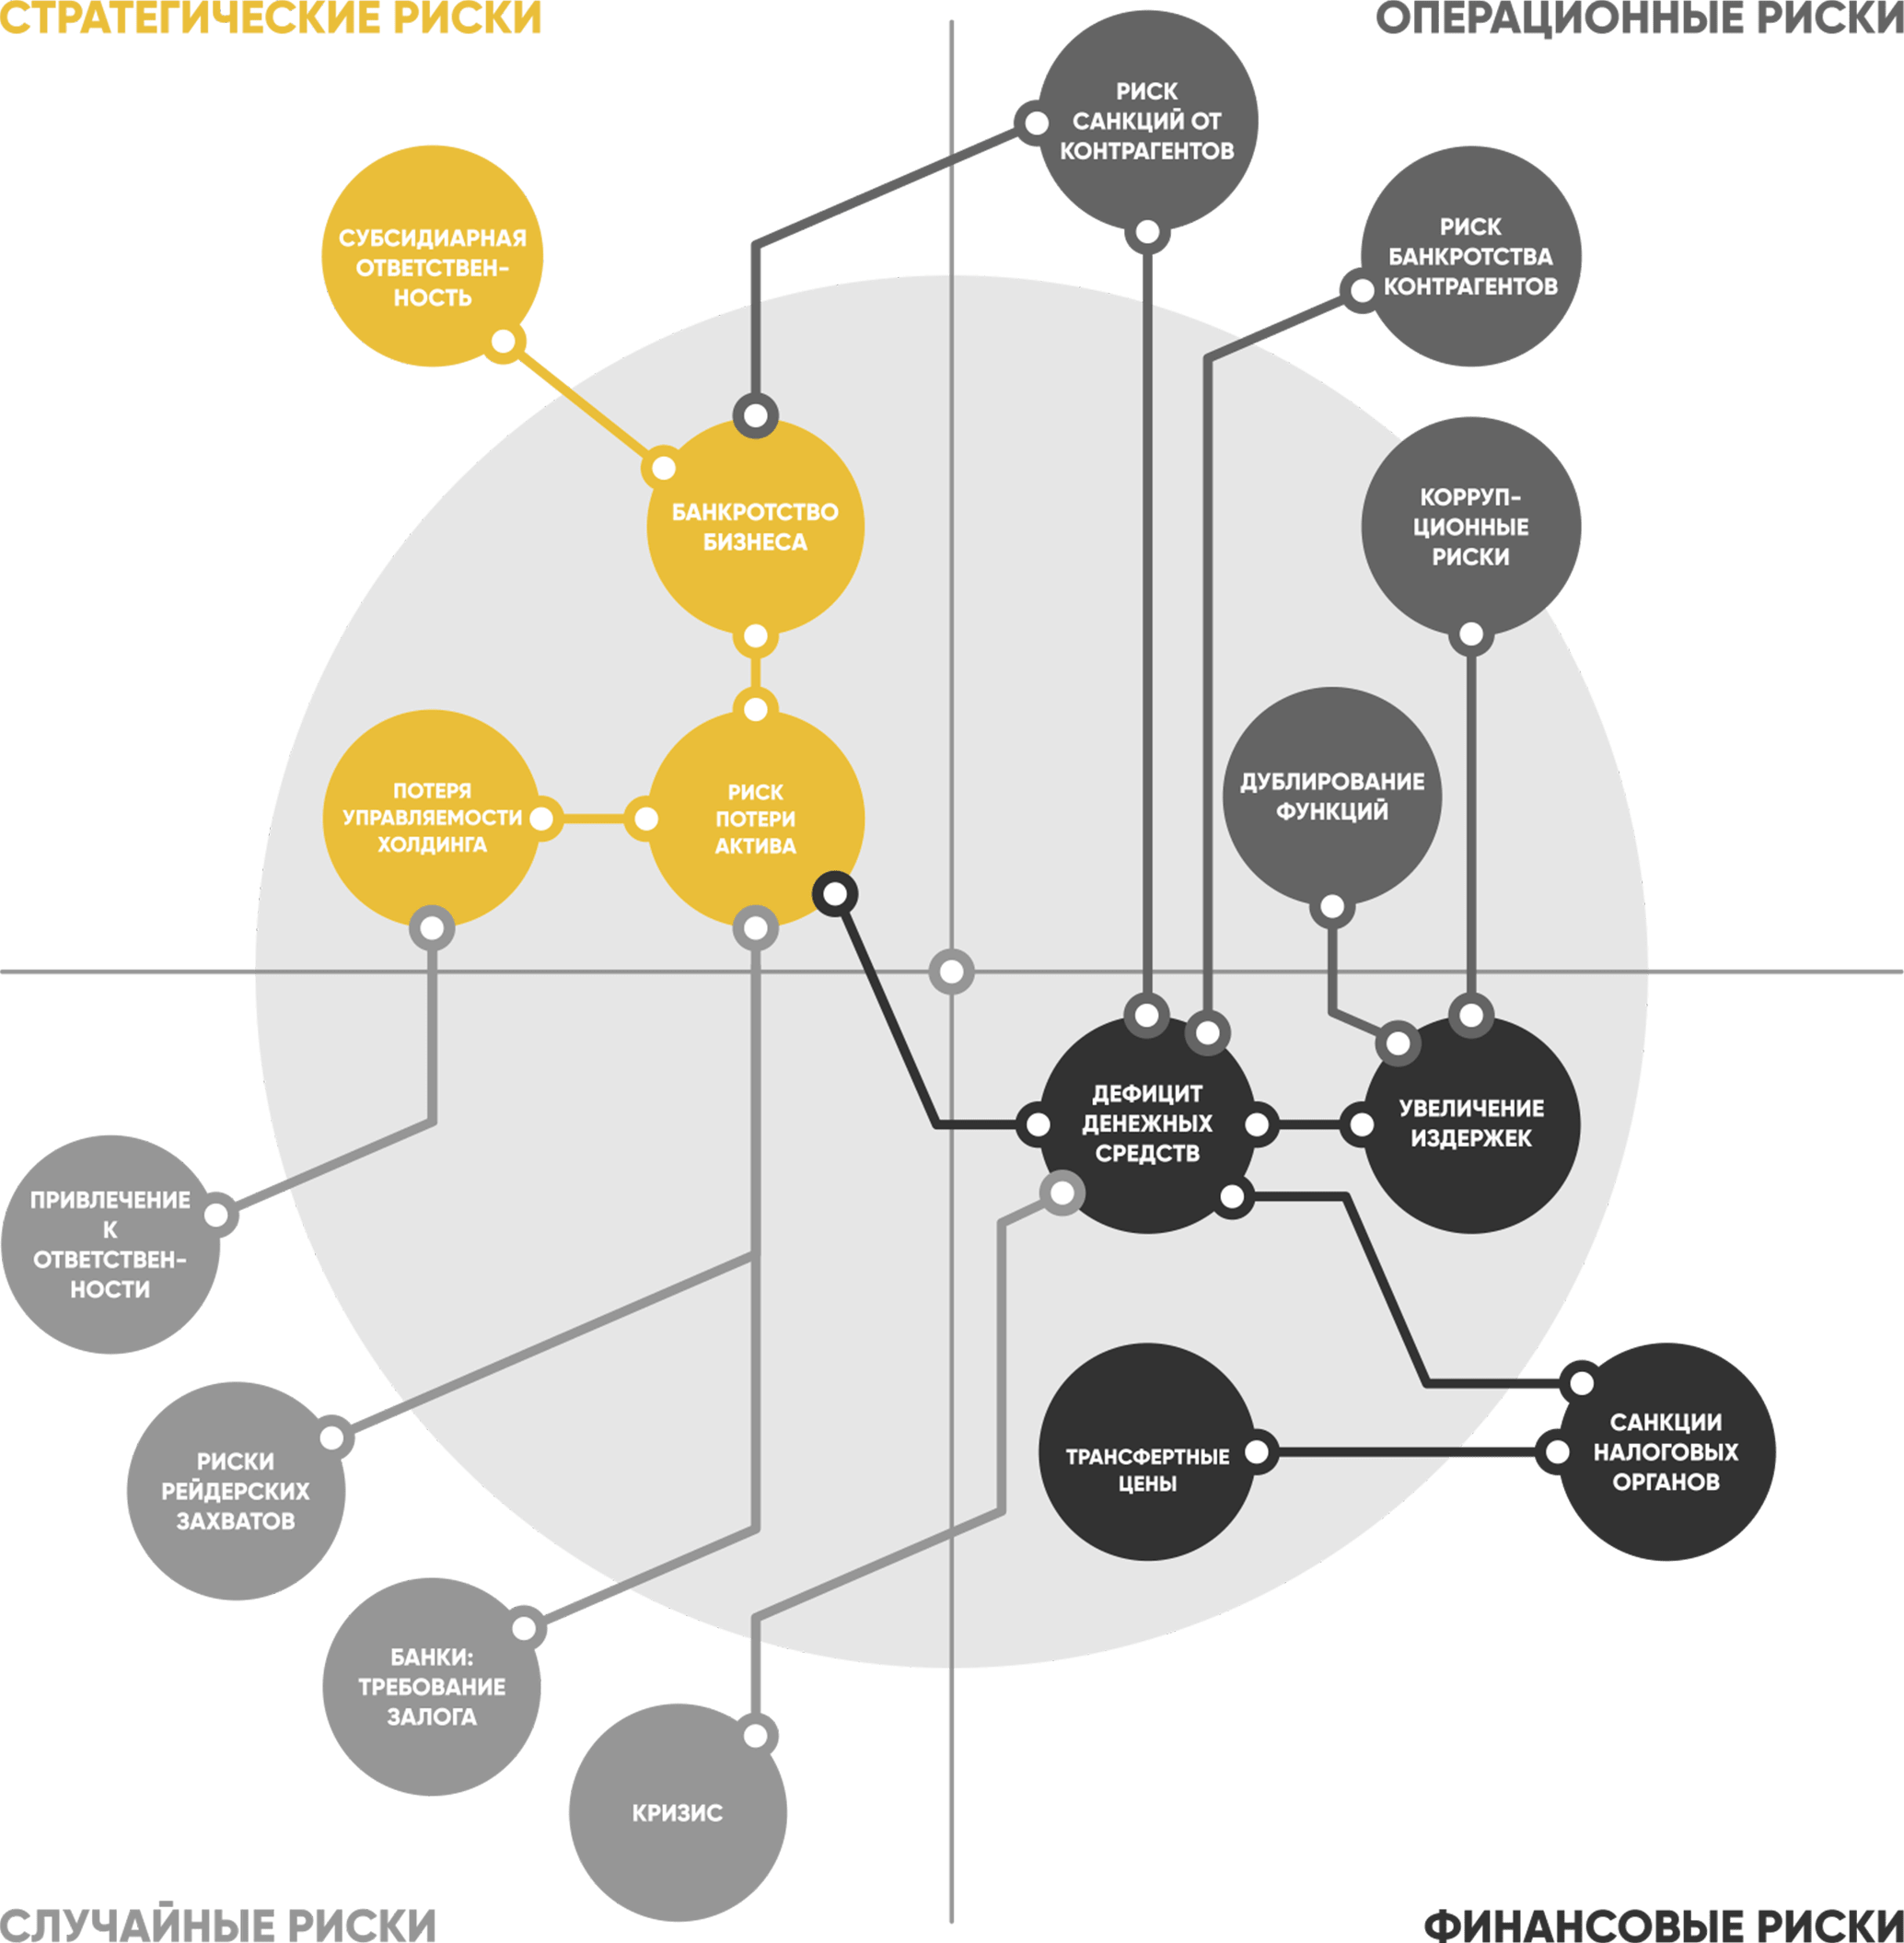 СТРАТЕГИЧЕСКИЕ РИСКИ
ОПЕРАЦИОННЫЕ РИСКИ
РИСК
САНКЦИЙ ОТ
КОНТРАГЕНТОВ
СУБСИДИАРНАЯ
ОТВЕТСТВЕН-
НОСТЬ
РИСК
БАНКРОТСТВА
КОНТРАГЕНТОВ
БАНКРОТСТВО
БИЗНЕСА
КОРРУП-
ЦИОННЫЕ
РИСКИ
ПОТЕРЯ
УПРАВЛЯЕМОСТИ
ХОЛДИНГА
РИСК
ПОТЕРИ
АКТИВА
ДУБЛИРОВАНИЕ
ФУНКЦИЙ
ДЕФИЦИТ
ДЕНЕЖНЫХ
СРЕДСТВ
УВЕЛИЧЕНИЕ
ИЗДЕРЖЕК
ПРИВЛЕЧЕНИЕ
К
ОТВЕТСТВЕН-
НОСТИ
РИСКИ
РЕЙДЕРСКИХ
ЗАХВАТОВ
ТРАНСФЕРТНЫЕ
ЦЕНЫ
САНКЦИИ
НАЛОГОВЫХ
ОРГАНОВ
БАНКИ:
ТРЕБОВАНИЕ
ЗАЛОГА
КРИЗИС
СЛУЧАЙНЫЕ РИСКИ
ФИНАНСОВЫЕ РИСКИ